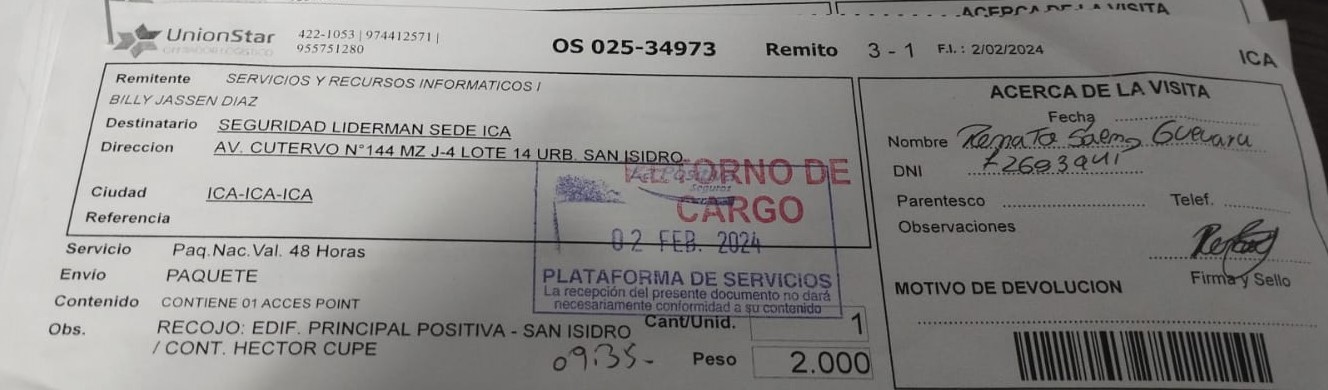 ACERCA DE LA VISITA
UnionStar
422-1053 | 974412571 |
955751280
OS 025-34973
Remito 3 - 1
F.I. : 2/02/2024
ICA
Remitente SERVICIOS Y RECURSOS INFORMATICOS I
BILLY JASSEN DIAZ
Destinatario SEGURIDAD LIDERMAN SEDE ICA
Direccion AV. CUTERVO N°144 MZ J-4 LOTE 14 URB. SAN ISIDRO
Ciudad ICA-ICA-ICA
Referencia
RETORNO DE
CARGO
La Positiva
Seguros
02 FEB. 2024
PLATAFORMA DE SERVICIOS
La recepción del presente documento no dará
necesariamente conformidad a su contenido
Servicio Paq.Nac.Val. 48 Horas
Envio PAQUETE
Contenido CONTIENE 01 ACCES POINT
Obs. RECOJO: EDIF. PRINCIPAL POSITIVA - SAN ISIDRO
/ CONT. HECTOR CUPE
09:35-
Cant/Unid. 1
Peso 2.000
ACERCA DE LA VISITA
Fecha
Nombre Renata Saenz Guevara
DNI 72693941
Parentesco Telef.
Observaciones
Firma y Sello
MOTIVO DE DEVOLUCION